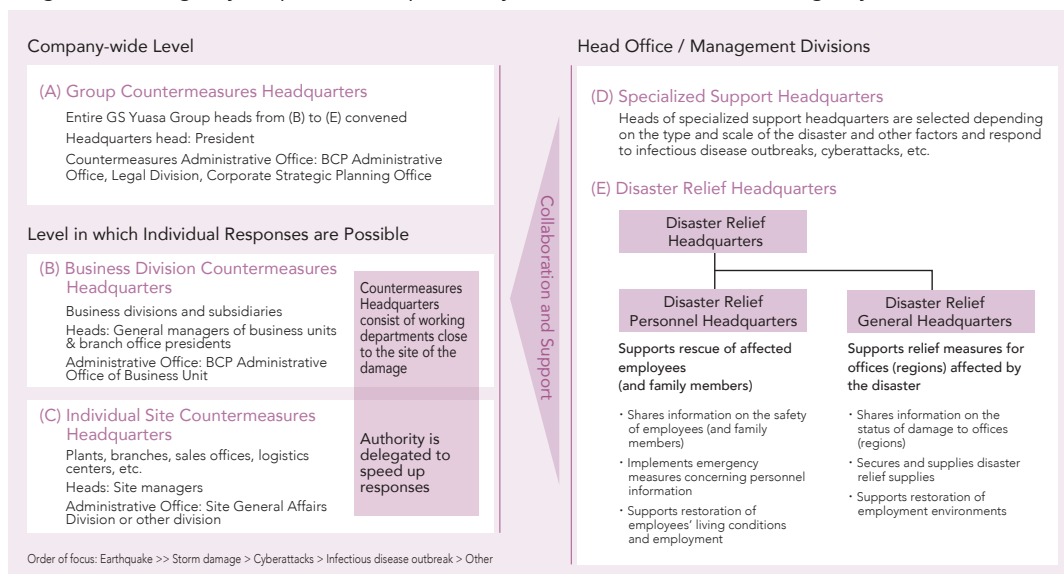 Company-wide Level
(A) Group Countermeasures Headquarters
Entire GS Yuasa Group heads from (B) to (E) convened
Headquarters head: President
Countermeasures Administrative Office: BCP Administrative
Office, Legal Division, Corporate Strategic Planning Office
Level in which Individual Responses are Possible
(B) Business Division Countermeasures
Headquarters
Business divisions and subsidiaries
Heads: General managers of business units
& branch office presidents
Administrative Office: BCP Administrative
Office of Business Unit
(C) Individual Site Countermeasures
Headquarters
Plants, branches, sales offices, logistics
centers, etc.
Heads: Site managers
Administrative Office: Site General Affairs
Division or other division
Countermeasures
Headquarters
consist of working
departments close
to the site of the
damage
Authority is
delegated to
speed up
responses
Order of focus: Earthquake >> Storm damage > Cyberattacks > Infectious disease outbreak > Other
Collaboration and Support
Head Office / Management Divisions
(D) Specialized Support Headquarters
Heads of specialized support headquarters are selected depending
on the type and scale of the disaster and other factors and respond
to infectious disease outbreaks, cyberattacks, etc.
(E) Disaster Relief Headquarters
Disaster Relief
Headquarters
Disaster Relief
Personnel Headquarters
Supports rescue of affected
employees
(and family members)
・Shares information on the safety
of employees (and family
members)
・Implements emergency
measures concerning personnel
information
・Supports restoration of
employees' living conditions
and employment
Disaster Relief
General Headquarters
Supports relief measures for
offices (regions) affected by
the disaster
・Shares information on the
status of damage to offices
(regions)
・Secures and supplies disaster
relief supplies
・Supports restoration of
employment environments